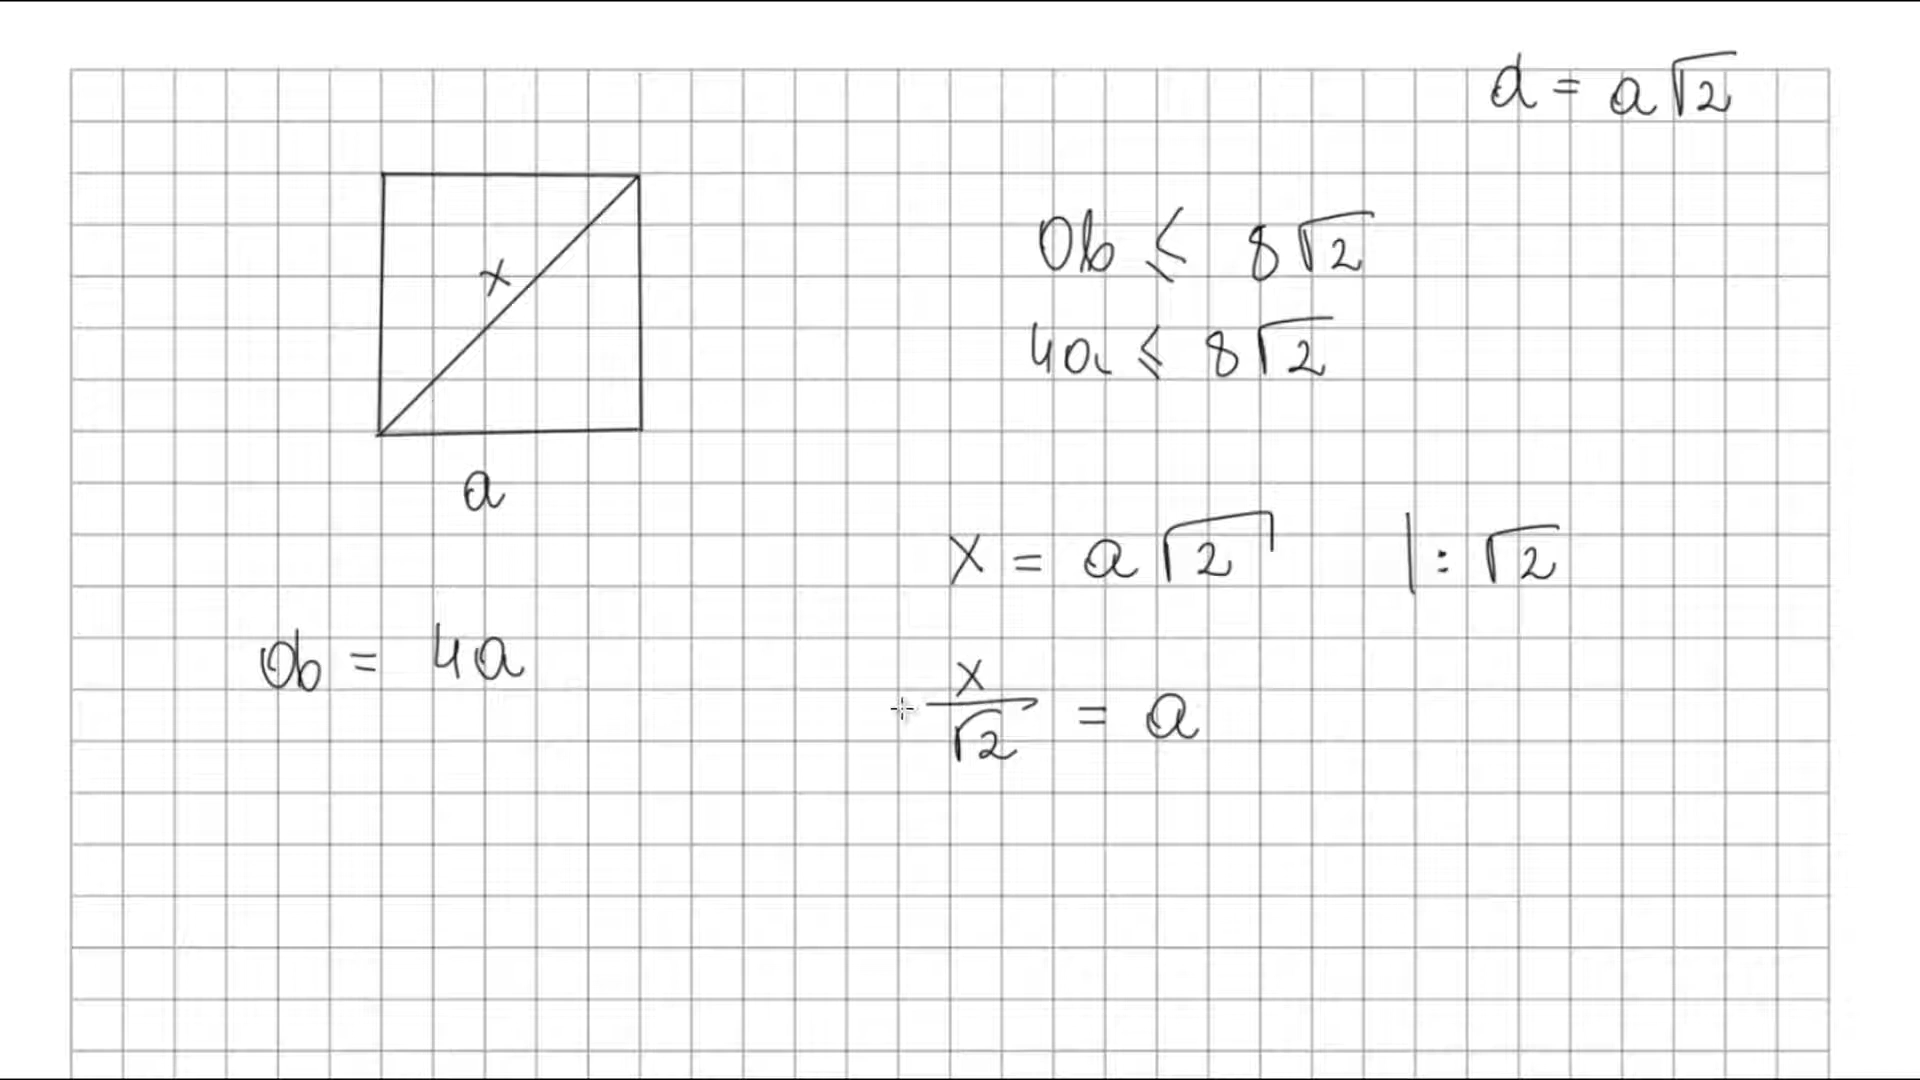 d = a√2
x
Ob ≤ 8√2
4a ≤ 8√2
a
x = a√2 |: √2
Ob = 4a
x/√2 = a